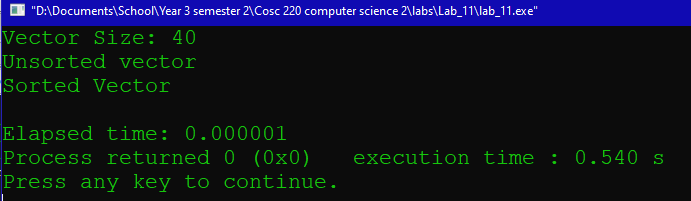 "D:\Documents\School\Year 3 semester 2\Cosc 220 computer science 2\labs\Lab_11\lab_11.exe"
Vector Size: 40
Unsorted vector
Sorted Vector
Elapsed time: 0.000001
Process returned 0 (0x0)   execution time : 0.540 s
Press any key to continue.